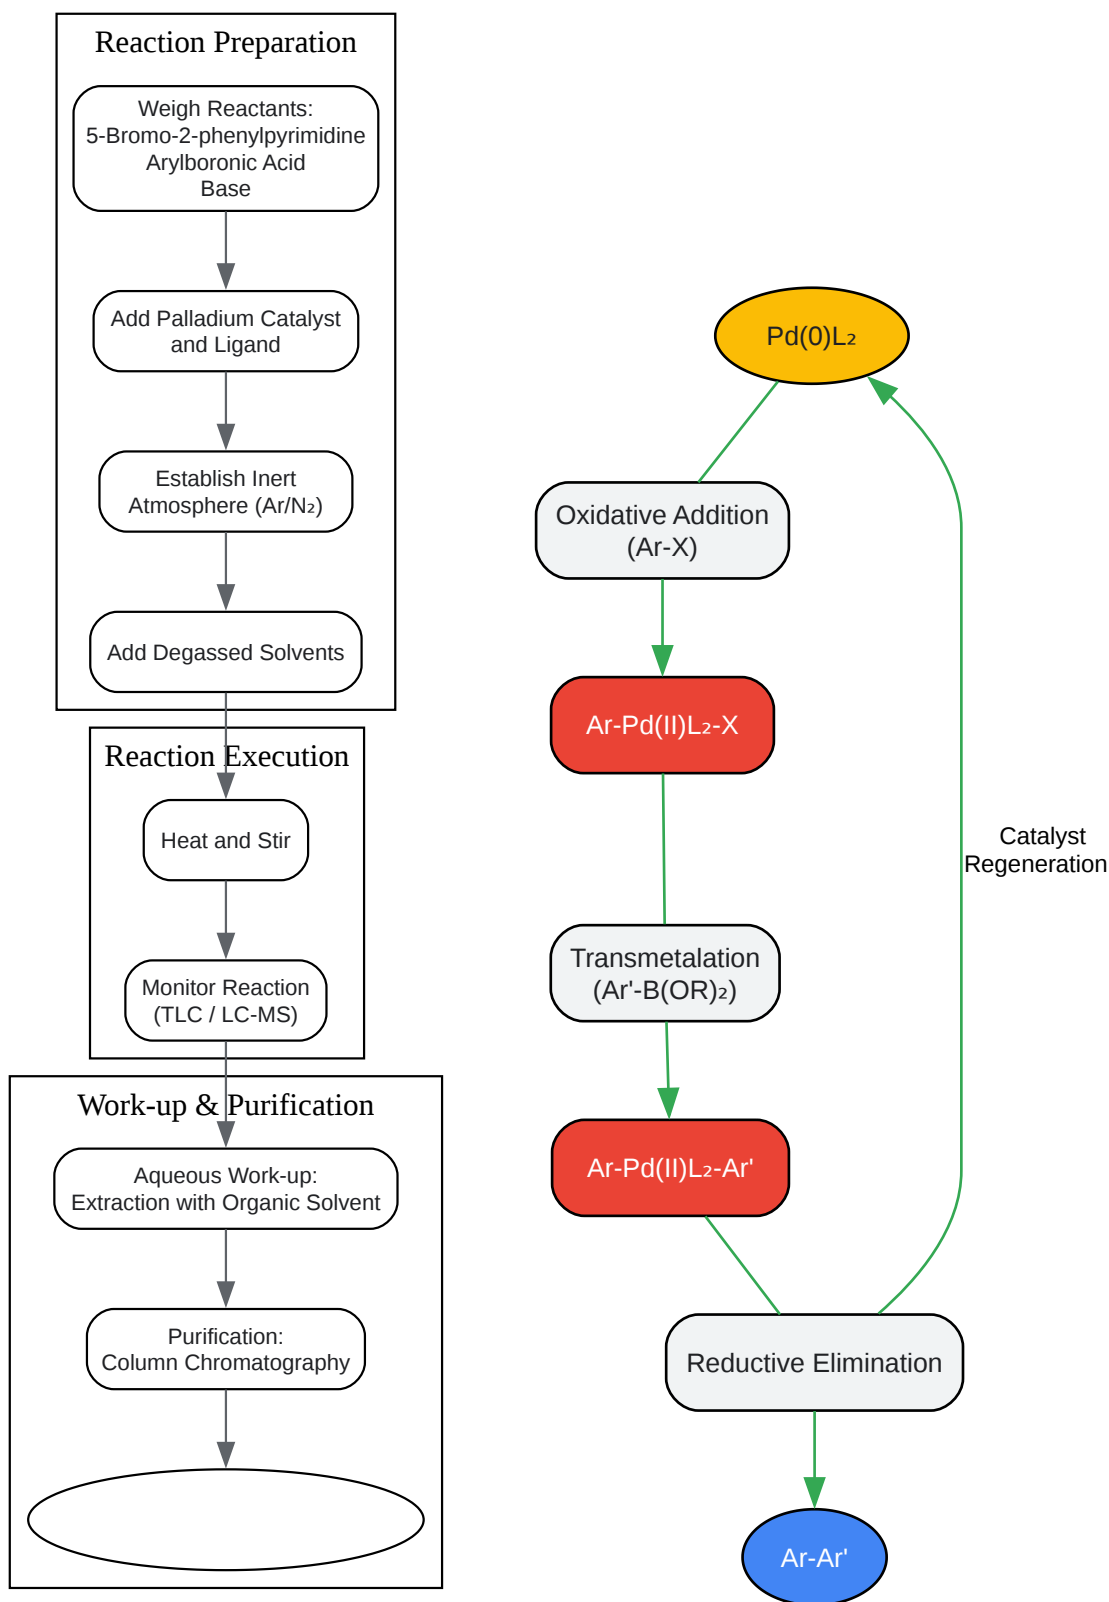 Reaction Preparation
Weigh Reactants:
5-Bromo-2-phenylpyrimidine
Arylboronic Acid
Base
Add Palladium Catalyst
and Ligand
Establish Inert
Atmosphere (Ar/N₂)
Add Degassed Solvents
Reaction Execution
Heat and Stir
Monitor Reaction
(TLC / LC-MS)
Work-up & Purification
Aqueous Work-up:
Extraction with Organic Solvent
Purification:
Column Chromatography
Pd(0)L₂
Oxidative Addition
(Ar-X)
Ar-Pd(II)L₂-X
Transmetalation
(Ar'-B(OR)₂)
Ar-Pd(II)L₂-Ar'
Reductive Elimination
Ar-Ar'
Catalyst
Regeneration